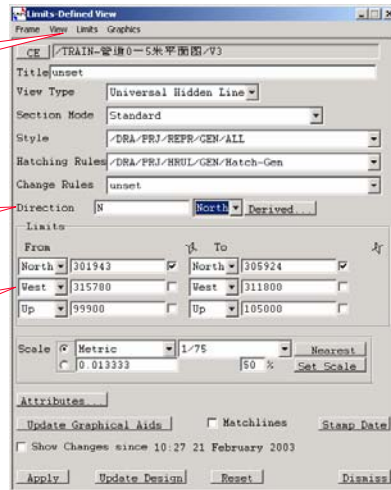 Limits-Defined View
Frame View Limits Graphics
CE /TRAIN-管道0－5米平面图/V3
Title unset
View Type Universal Hidden Line
Section Mode Standard
Style /DRA/PRJ/REPR/GEN/ALL
Hatching Rules /DRA/PRJ/HRUL/GEN/Hatch-Gen
Change Rules unset
Direction N North Derived...
Limits
From To
North 301943 North 305924
West 315780 West 311800
Up 99900 Up 105000
Scale Metric 1/75 Nearest
0.013333 50 % Set Scale
Attributes...
Update Graphical Aids Matchlines Stamp Date
Show Changes since 10:27 21 February 2003
Apply Update Design Reset Dismiss